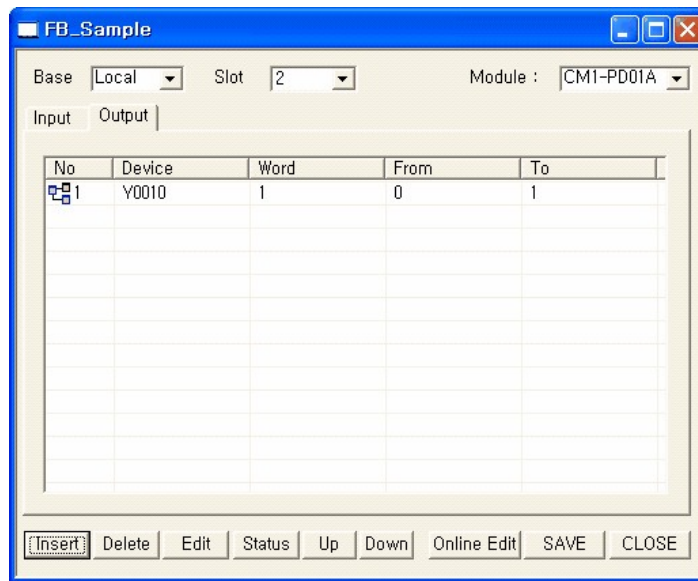 FB_Sample
Base Local Slot 2 Module : CM1-PD01A
Input Output
No Device Word From To
1 Y0010 1 0 1
Insert Delete Edit Status Up Down Online Edit SAVE CLOSE